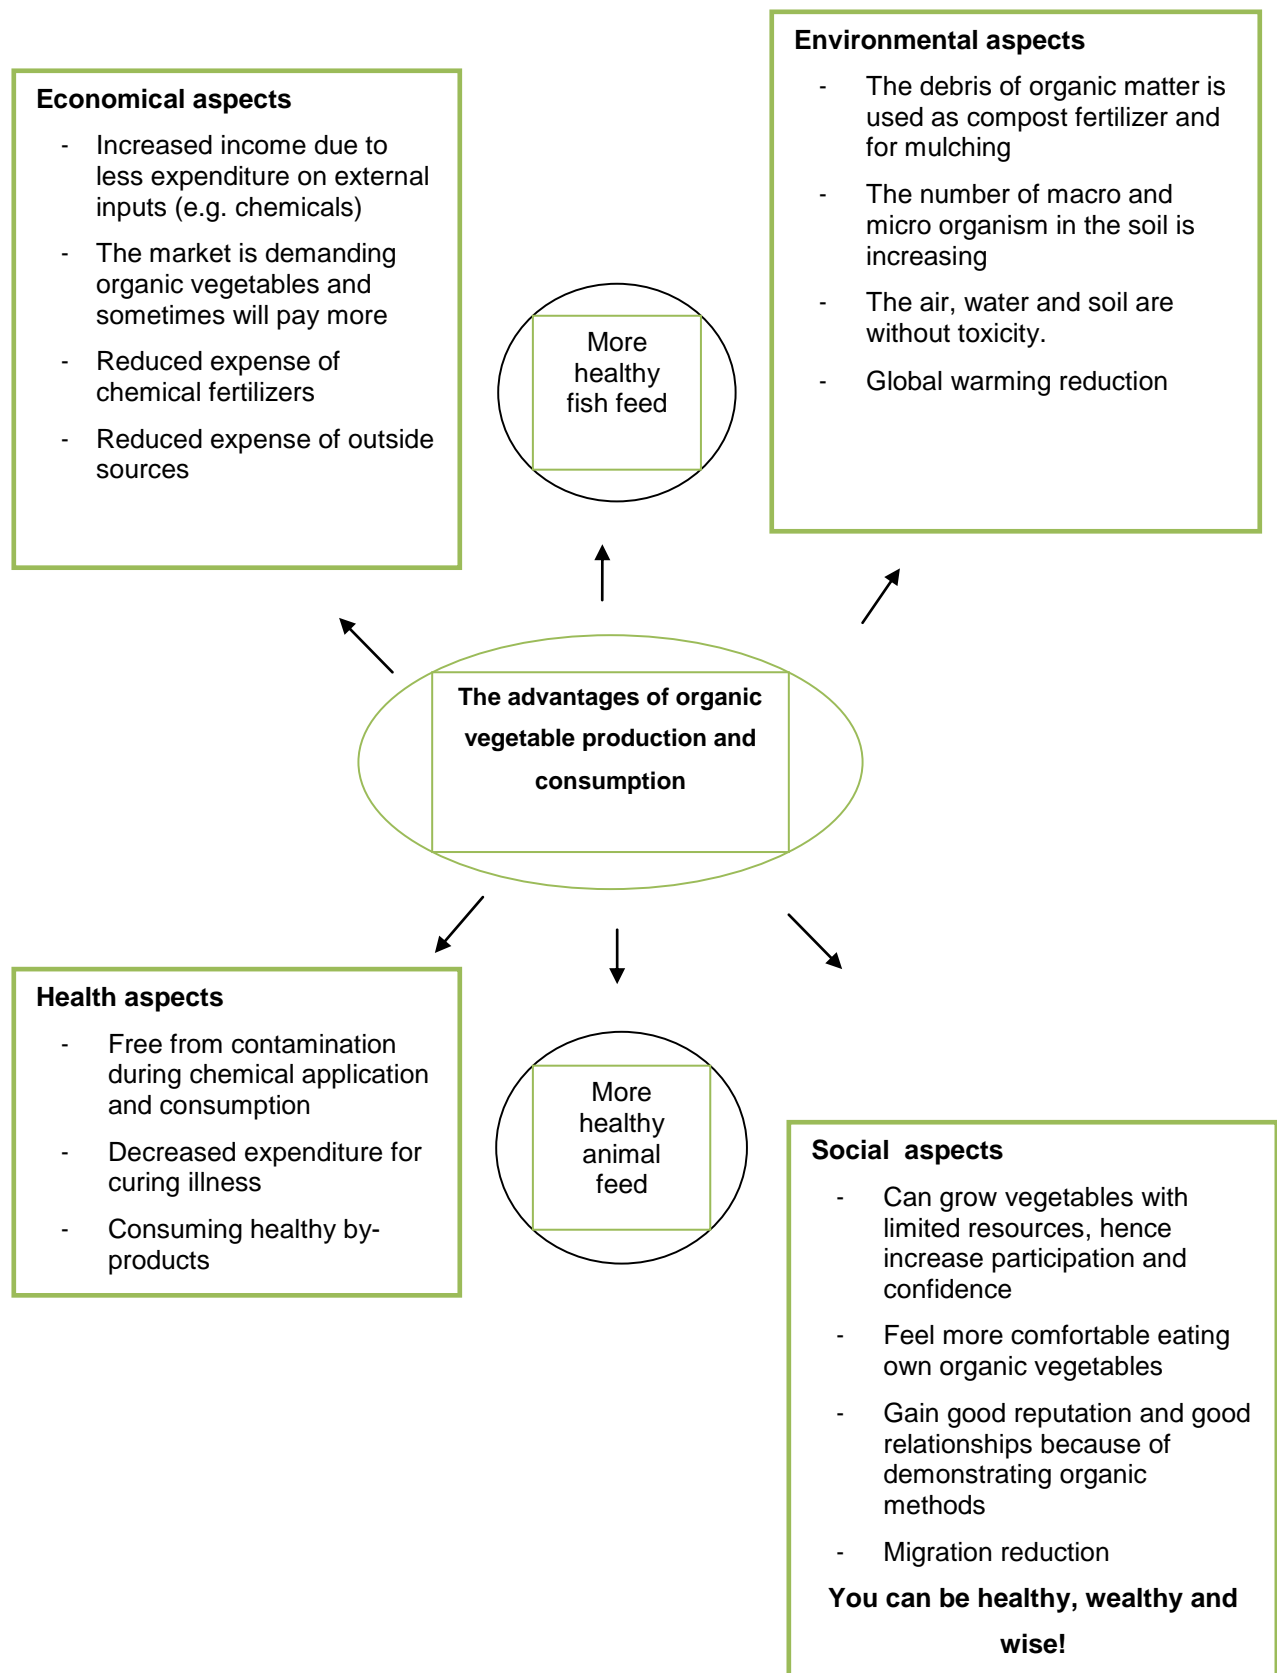 Economical aspects
- Increased income due to
less expenditure on external
inputs (e.g. chemicals)
- The market is demanding
organic vegetables and
sometimes will pay more
- Reduced expense of
chemical fertilizers
- Reduced expense of outside
sources
More
healthy
fish feed
Environmental aspects
- The debris of organic matter is
used as compost fertilizer and
for mulching
- The number of macro and
micro organism in the soil is
increasing
- The air, water and soil are
without toxicity.
- Global warming reduction
The advantages of organic
vegetable production and
consumption
Health aspects
- Free from contamination
during chemical application
and consumption
- Decreased expenditure for
curing illness
- Consuming healthy by-
products
More
healthy
animal
feed
Social aspects
- Can grow vegetables with
limited resources, hence
increase participation and
confidence
- Feel more comfortable eating
own organic vegetables
- Gain good reputation and good
relationships because of
demonstrating organic
methods
- Migration reduction
You can be healthy, wealthy and
wise!